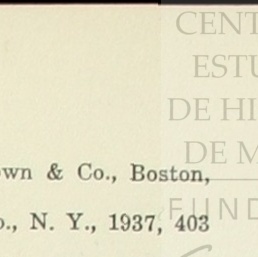 CENT
ESTU
DE HI
DE M
FUND
own & Co., Boston,
o., N. Y., 1937, 403